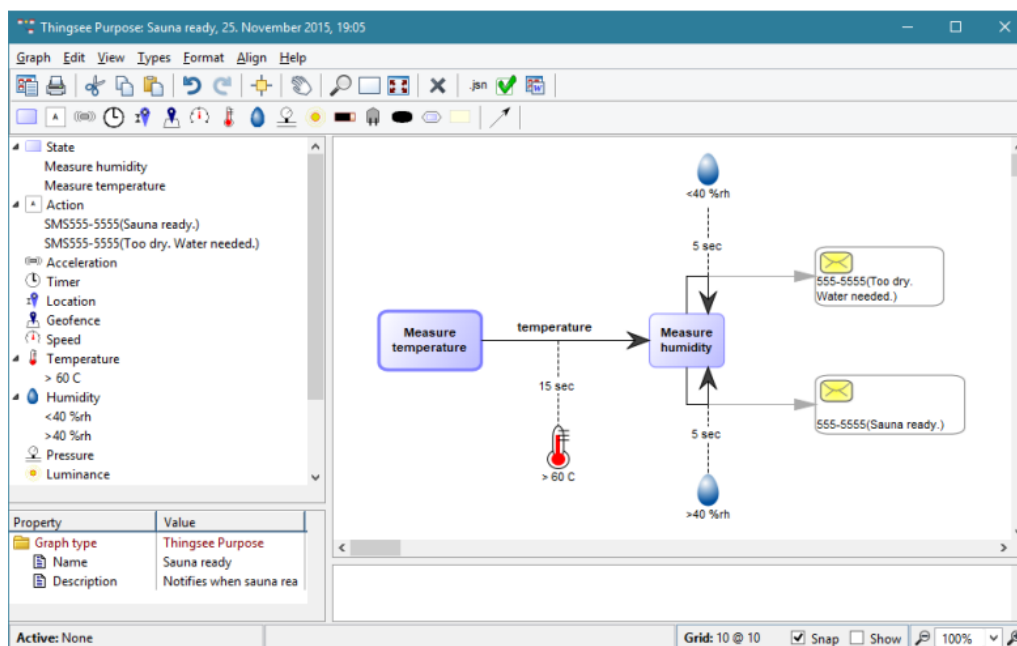 Thingsee Purpose: Sauna ready, 25. November 2015, 19:05
Graph Edit View Types Format Align Help
.jsn
W
A
State
Measure humidity
Measure temperature
A Action
SMS555-5555(Sauna ready.)
SMS555-5555(Too dry. Water needed.)
Acceleration
Timer
Location
Geofence
Speed
Temperature
> 60 C
Humidity
<40 %rh
>40 %rh
Pressure
Luminance
<40 %rh
5 sec
555-5555(Too dry.
Water needed.)
Measure
temperature
temperature
Measure
humidity
15 sec
> 60 C
555-5555(Sauna ready.)
5 sec
>40 %rh
Property Value
Graph type Thingsee Purpose
Name Sauna ready
Description Notifies when sauna rea
Active: None Grid: 10 @ 10 Snap Show 100%